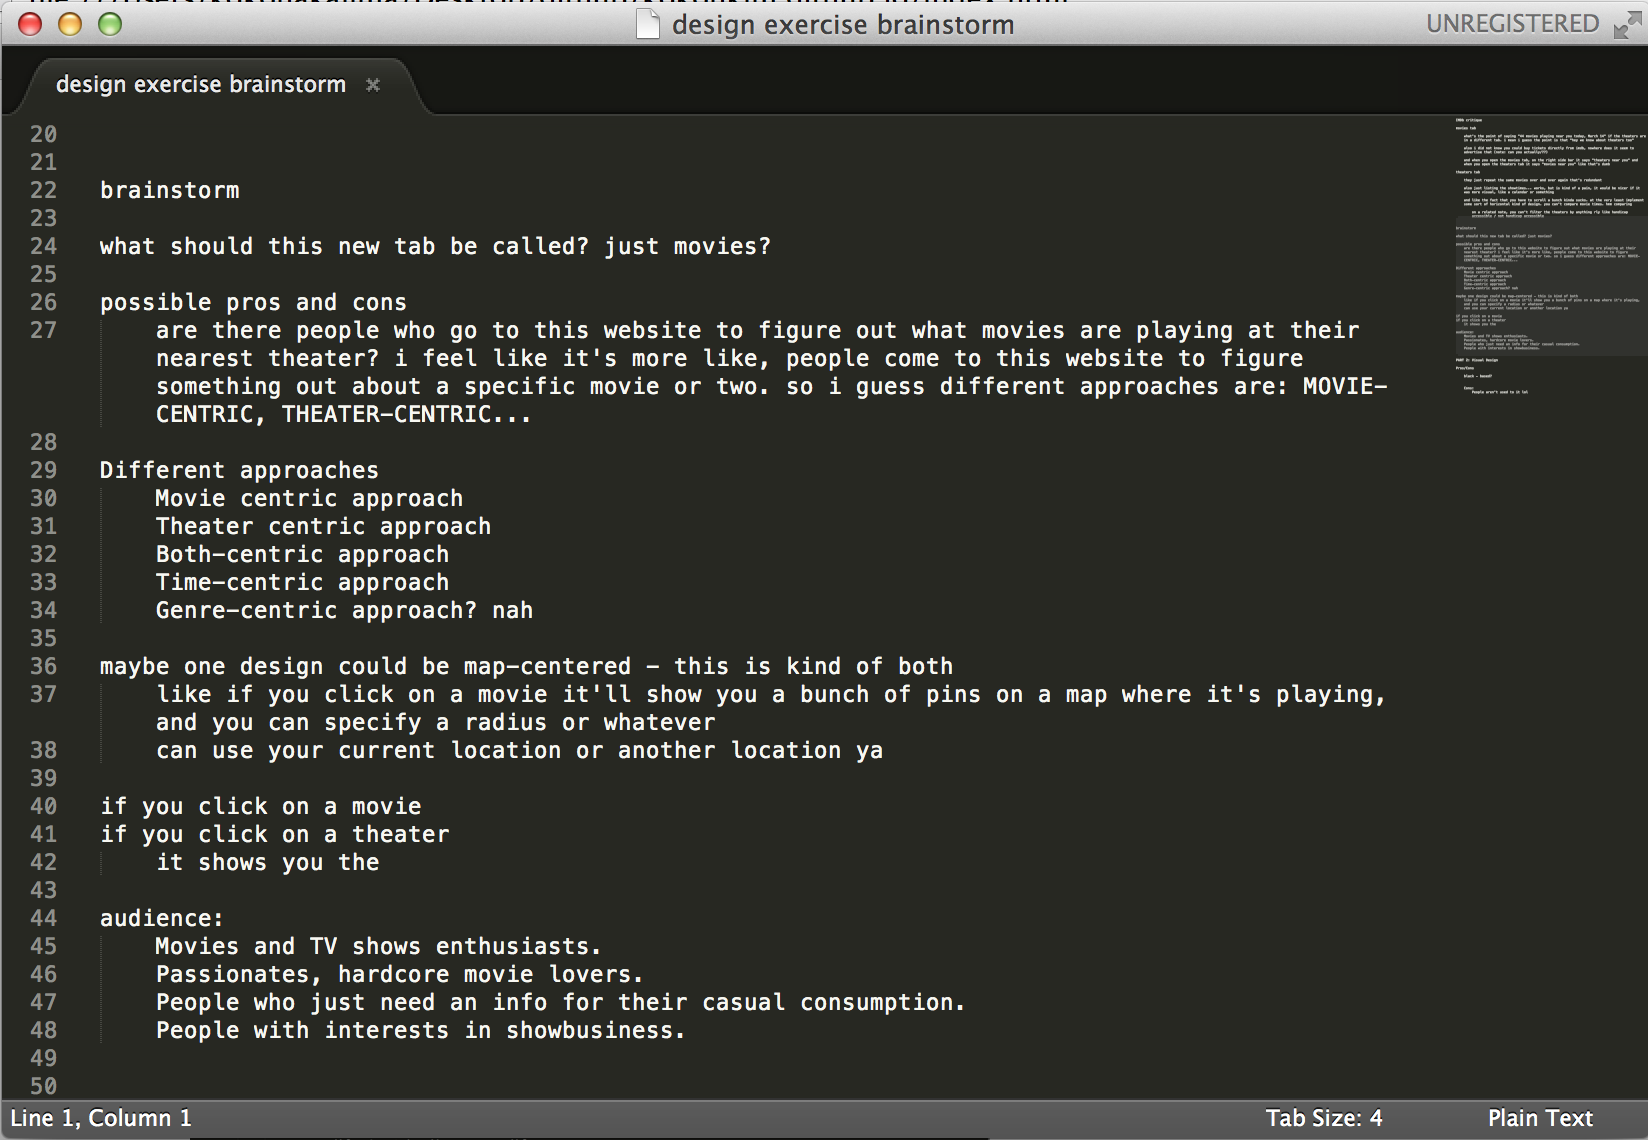 design exercise brainstorm
UNREGISTERED
design exercise brainstorm ×
20
21
22 brainstorm
23
24 what should this new tab be called? just movies?
25
26 possible pros and cons
27 are there people who go to this website to figure out what movies are playing at their
nearest theater? i feel like it's more like, people come to this website to figure
something out about a specific movie or two. so i guess different approaches are: MOVIE-
CENTRIC, THEATER-CENTRIC...
28
29 Different approaches
30 Movie centric approach
31 Theater centric approach
32 Both-centric approach
33 Time-centric approach
34 Genre-centric approach? nah
35
36 maybe one design could be map-centered - this is kind of both
37 like if you click on a movie it'll show you a bunch of pins on a map where it's playing,
and you can specify a radius or whatever
38 can use your current location or another location ya
39
40 if you click on a movie
41 if you click on a theater
42 it shows you the
43
44 audience:
45 Movies and TV shows enthusiasts.
46 Passionates, hardcore movie lovers.
47 People who just need an info for their casual consumption.
48 People with interests in showbusiness.
49
50
Line 1, Column 1
Tab Size: 4
Plain Text